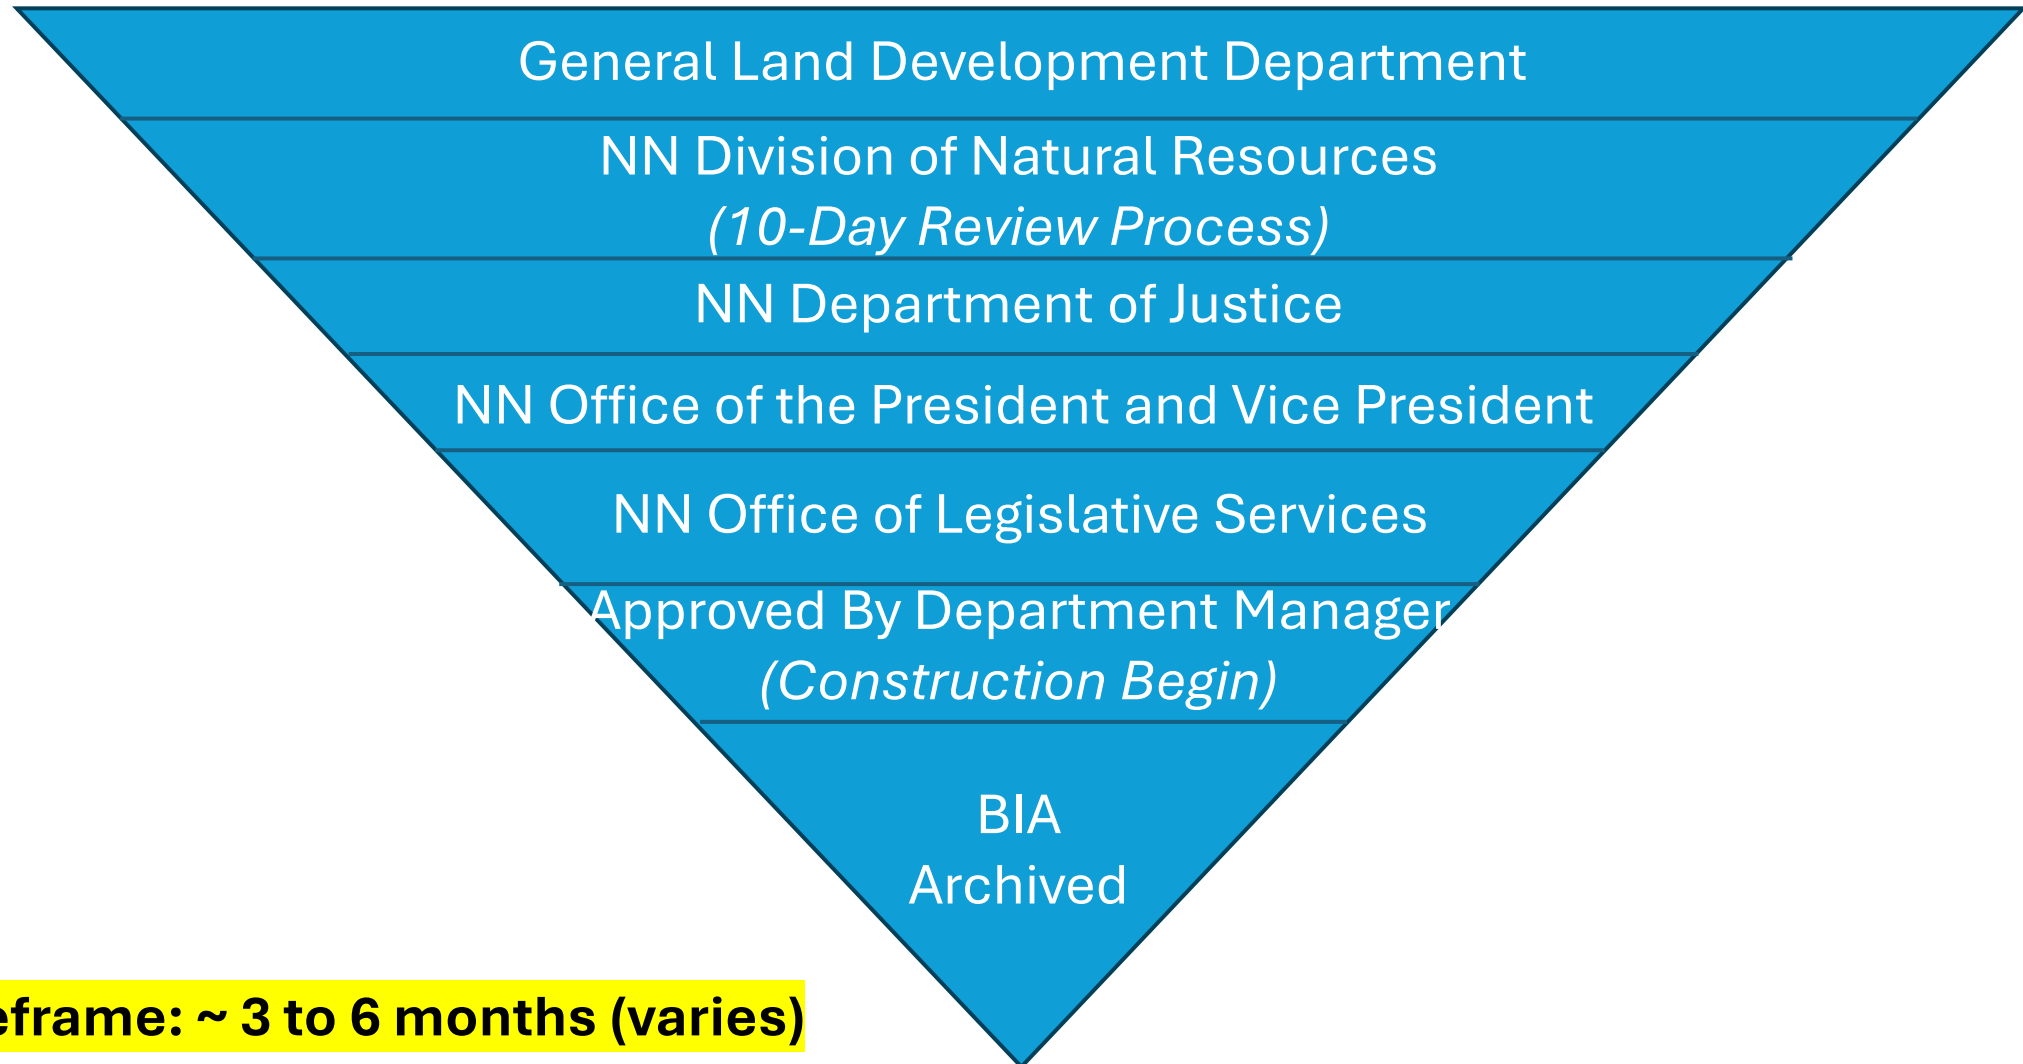 General Land Development Department
NN Division of Natural Resources
(10-Day Review Process)
NN Department of Justice
NN Office of the President and Vice President
NN Office of Legislative Services
Approved By Department Manager
(Construction Begin)
BIA
Archived
eframe: ~ 3 to 6 months (varies)